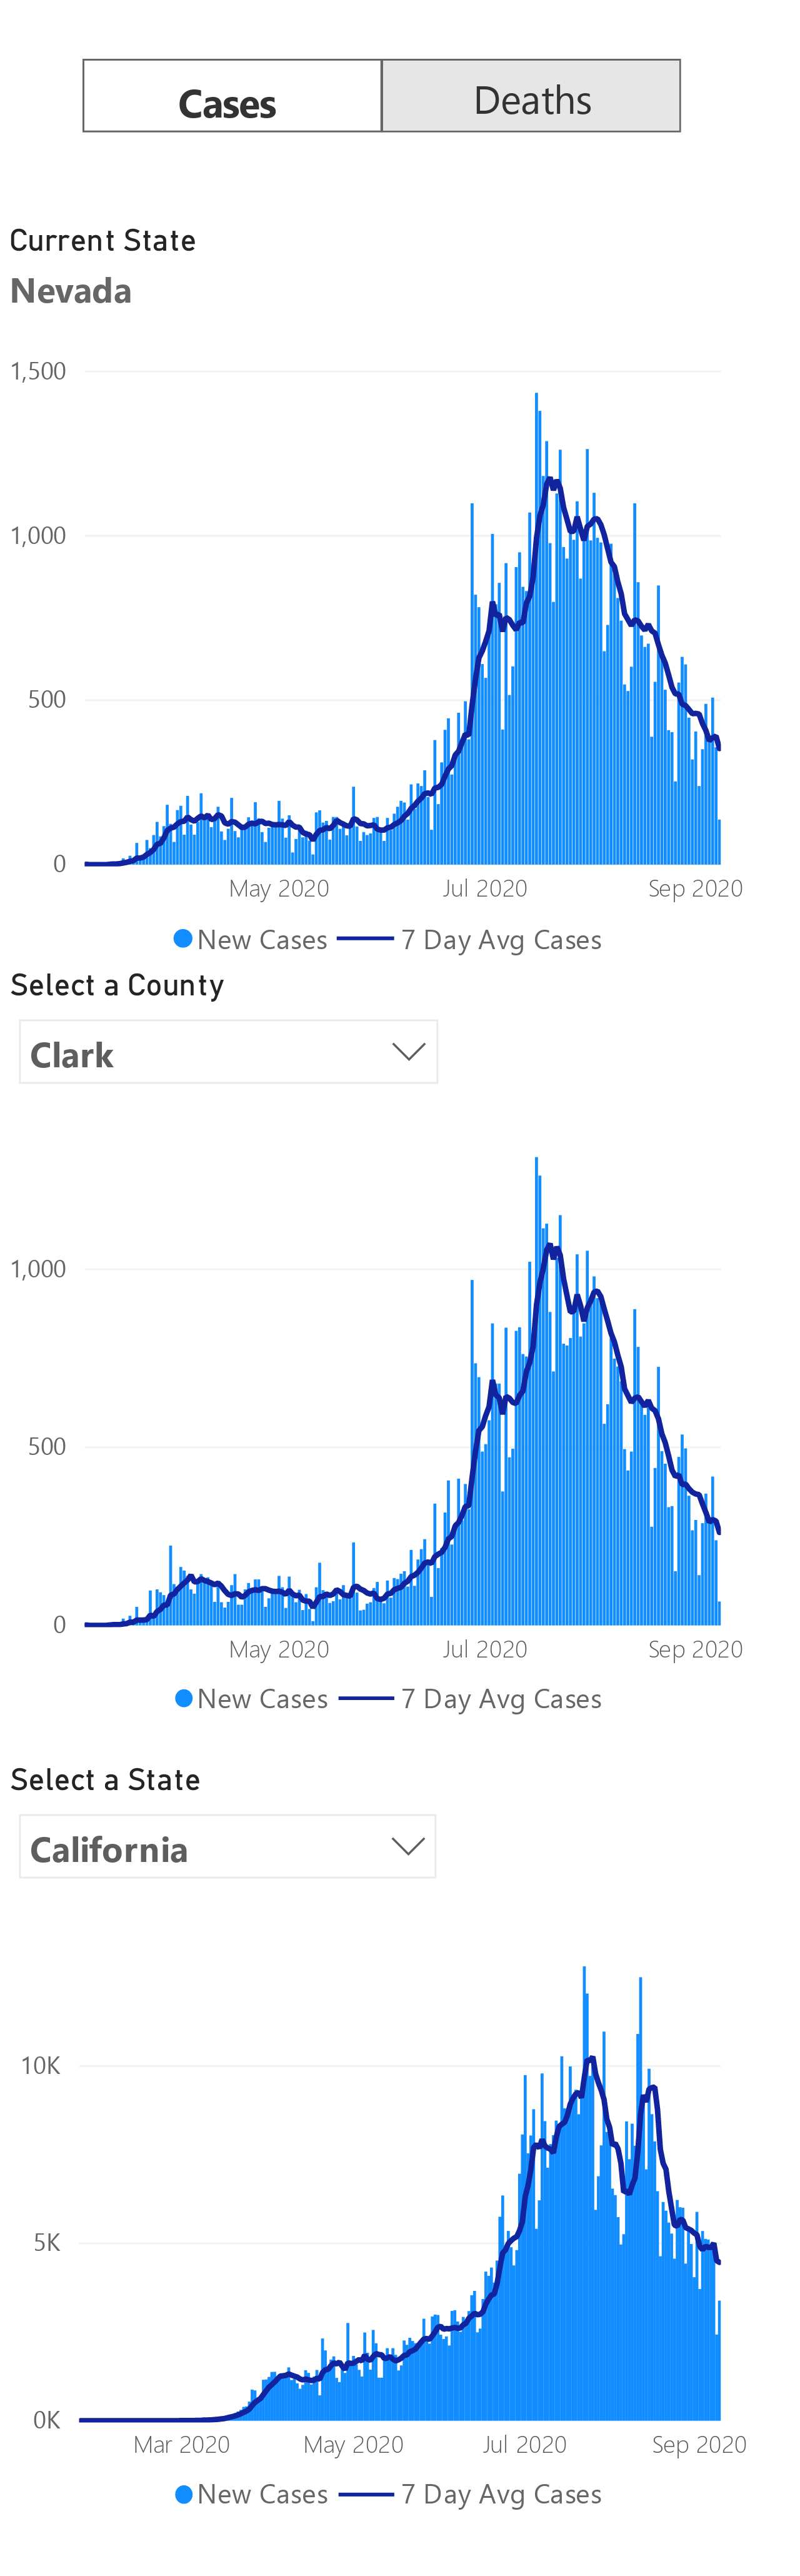 Cases Deaths
Current State
Nevada
1,500
1,000
500
0
May 2020 Jul 2020 Sep 2020
New Cases 7 Day Avg Cases
Select a County
Clark
1,000
500
0
May 2020 Jul 2020 Sep 2020
New Cases 7 Day Avg Cases
Select a State
California
10K
5K
0K
Mar 2020 May 2020 Jul 2020 Sep 2020
New Cases 7 Day Avg Cases